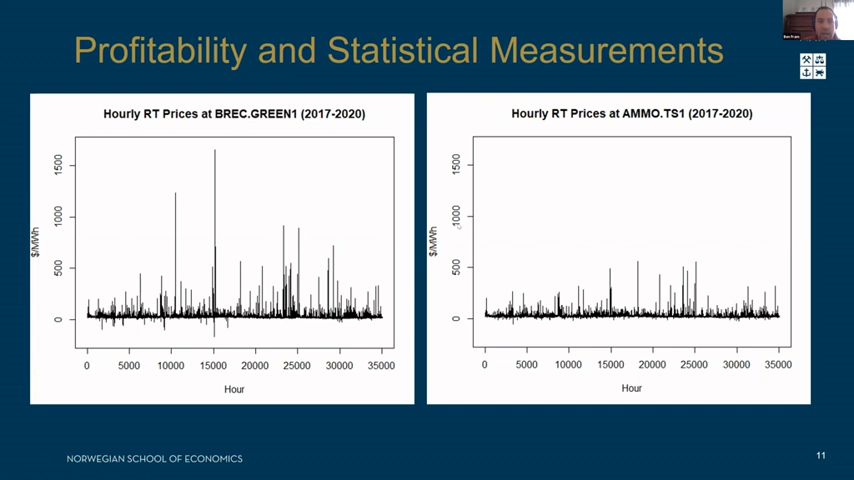 Profitability and Statistical Measurements
Hourly RT Prices at BREC.GREEN1 (2017-2020)
$/MWh
1500
1000
500
0
0 5000 10000 15000 20000 25000 30000 35000
Hour
Hourly RT Prices at AMMO.TS1 (2017-2020)
$/MWh
1500
1000
500
0
0 5000 10000 15000 20000 25000 30000 35000
Hour
NORWEGIAN SCHOOL OF ECONOMICS
11